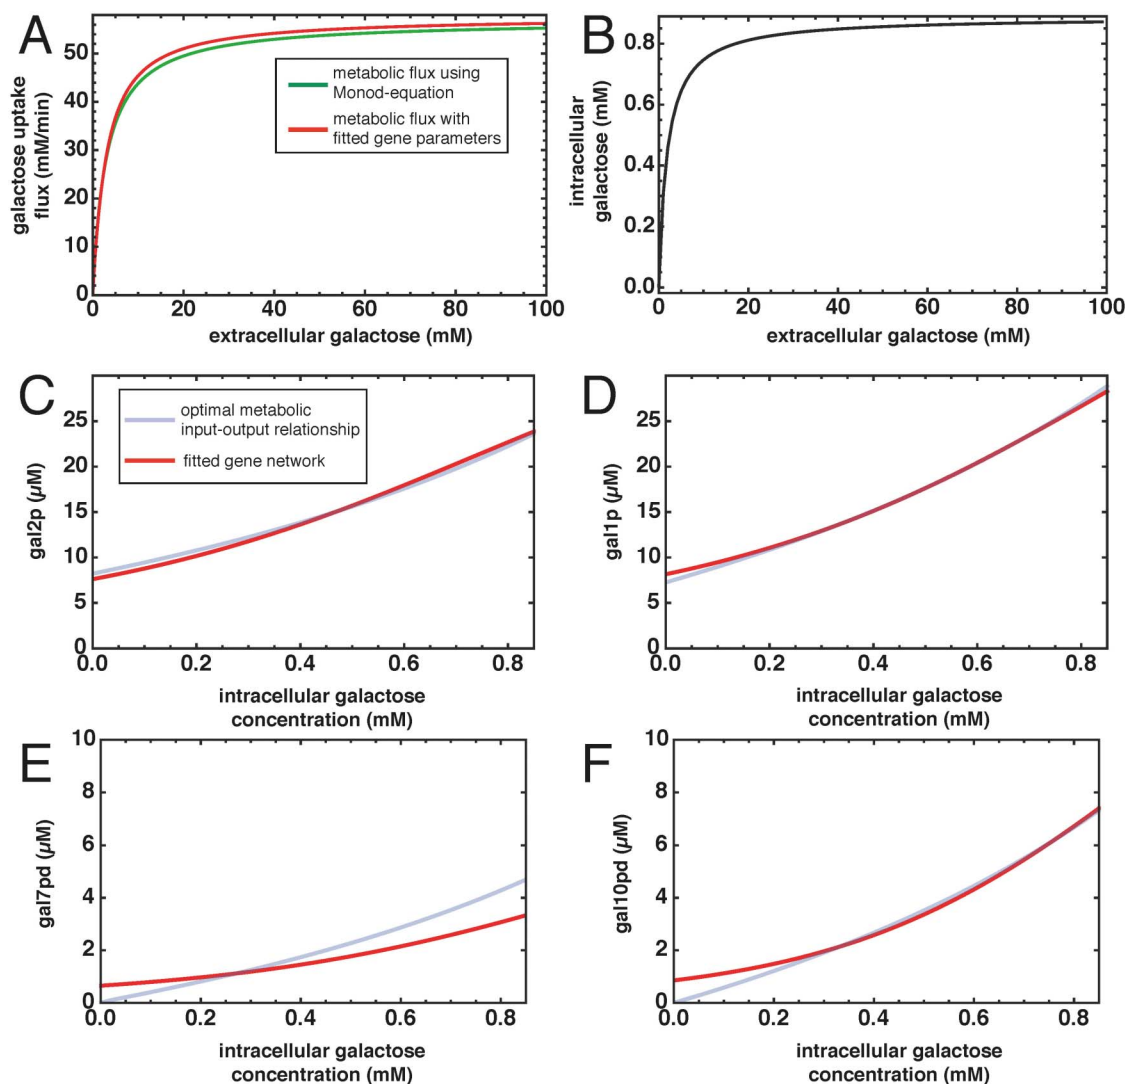 A
galactose uptake
flux (mM/min)
50
40
30
20
10
0
metabolic flux using
Monod-equation
metabolic flux with
fitted gene parameters
0 20 40 60 80 100
extracellular galactose (mM)
B
intracellular
galactose (mM)
0.8
0.6
0.4
0.2
0.0
0 20 40 60 80 100
extracellular galactose (mM)
C
gal2p (µM)
25
20
15
10
5
0
optimal metabolic
input-output relationship
fitted gene network
0.0 0.2 0.4 0.6 0.8
intracellular galactose
concentration (mM)
D
gal1p (µM)
25
20
15
10
5
0
0.0 0.2 0.4 0.6 0.8
intracellular galactose
concentration (mM)
E
gal7pd (µM)
10
8
6
4
2
0
0.0 0.2 0.4 0.6 0.8
intracellular galactose
concentration (mM)
F
gal10pd (µM)
10
8
6
4
2
0
0.0 0.2 0.4 0.6 0.8
intracellular galactose
concentration (mM)